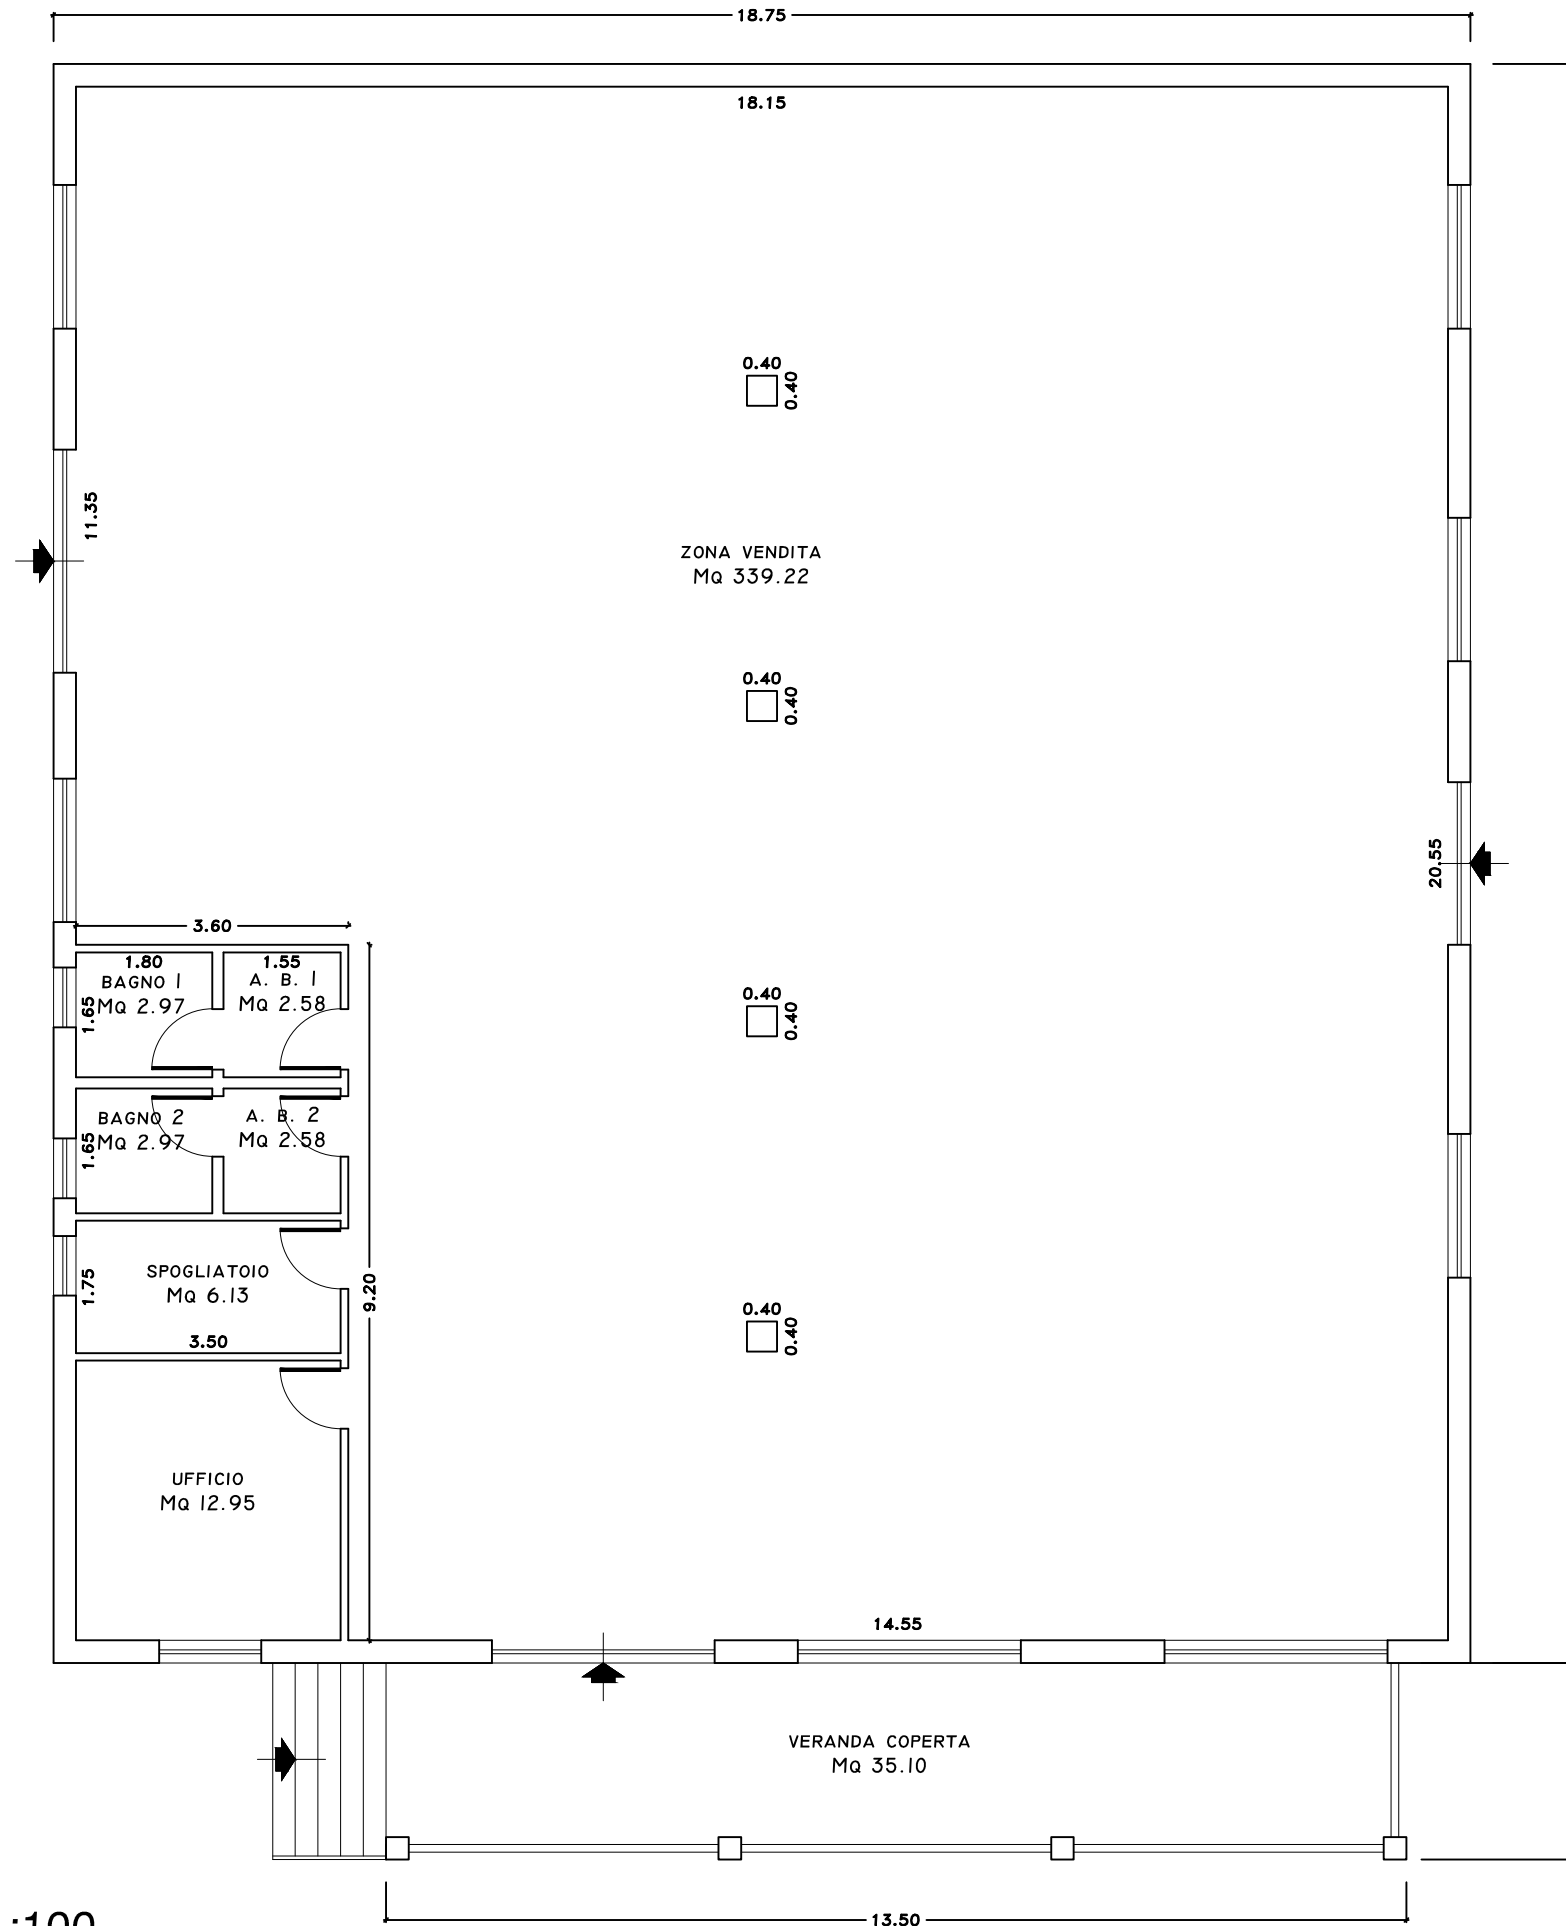 18.75
18.15
0.40
0.40
11.35
ZONA VENDITA
Mq 339.22
0.40
0.40
20.55
3.60
1.80
1.55
BAGNO 1
Mq 2.97
A. B. 1
Mq 2.58
1.65
0.40
0.40
BAGNO 2
Mq 2.97
A. B. 2
Mq 2.58
1.65
SPOGLIATOIO
Mq 6.13
1.75
3.50
9.20
0.40
0.40
UFFICIO
Mq 12.95
14.55
VERANDA COPERTA
Mq 35.10
13.50
:100